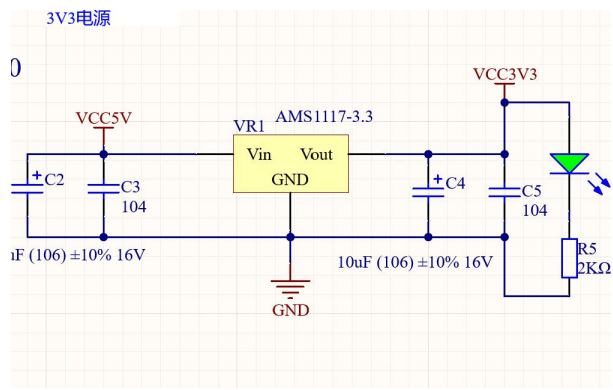 3V3电源
0
VCC3V3
VCC5V
VR1
AMS1117-3.3
Vin
Vout
GND
C2
C3
104
C4
C5
104
R5
2KΩ
uF (106) ±10% 16V
10uF (106) ±10% 16V
GND